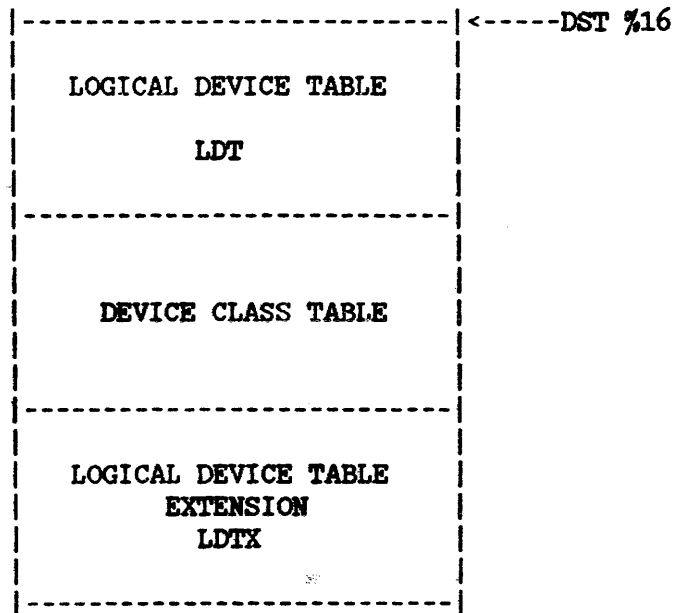 <-----DST %16
LOGICAL DEVICE TABLE
LDT
DEVICE CLASS TABLE
LOGICAL DEVICE TABLE
EXTENSION
LDTX